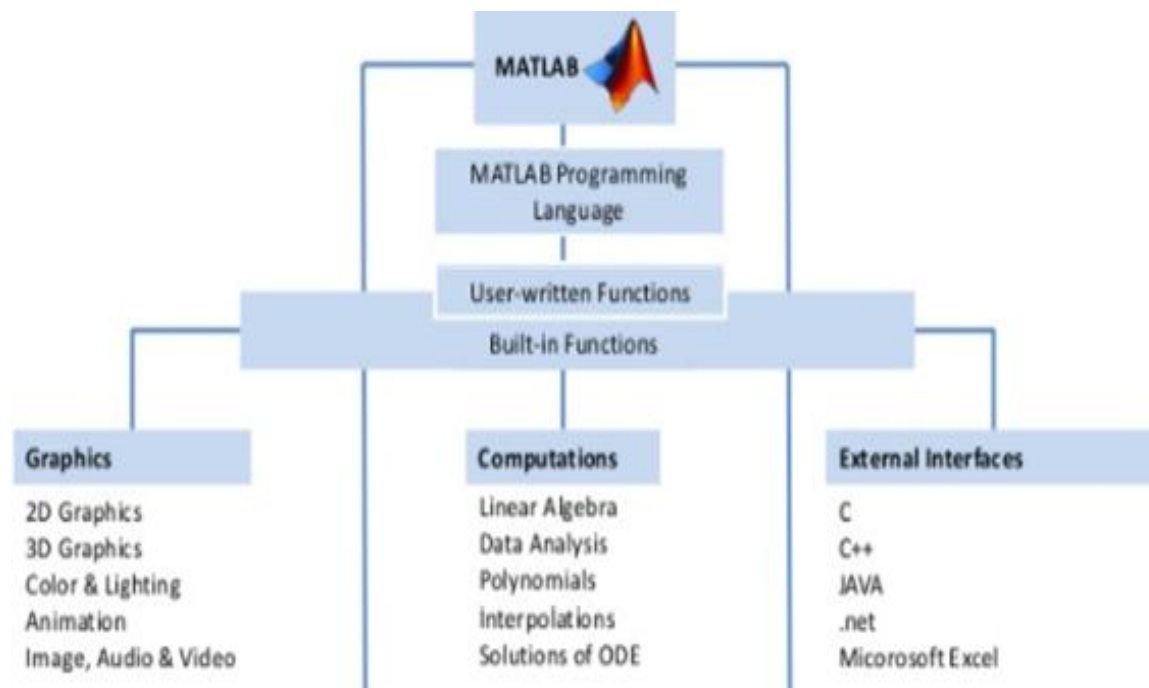 MATLAB
MATLAB Programming
Language
User-written Functions
Built-in Functions
Graphics
2D Graphics
3D Graphics
Color & Lighting
Animation
Image, Audio & Video
Computations
Linear Algebra
Data Analysis
Polynomials
Interpolations
Solutions of ODE
External Interfaces
C
C++
JAVA
.net
Micorosoft Excel